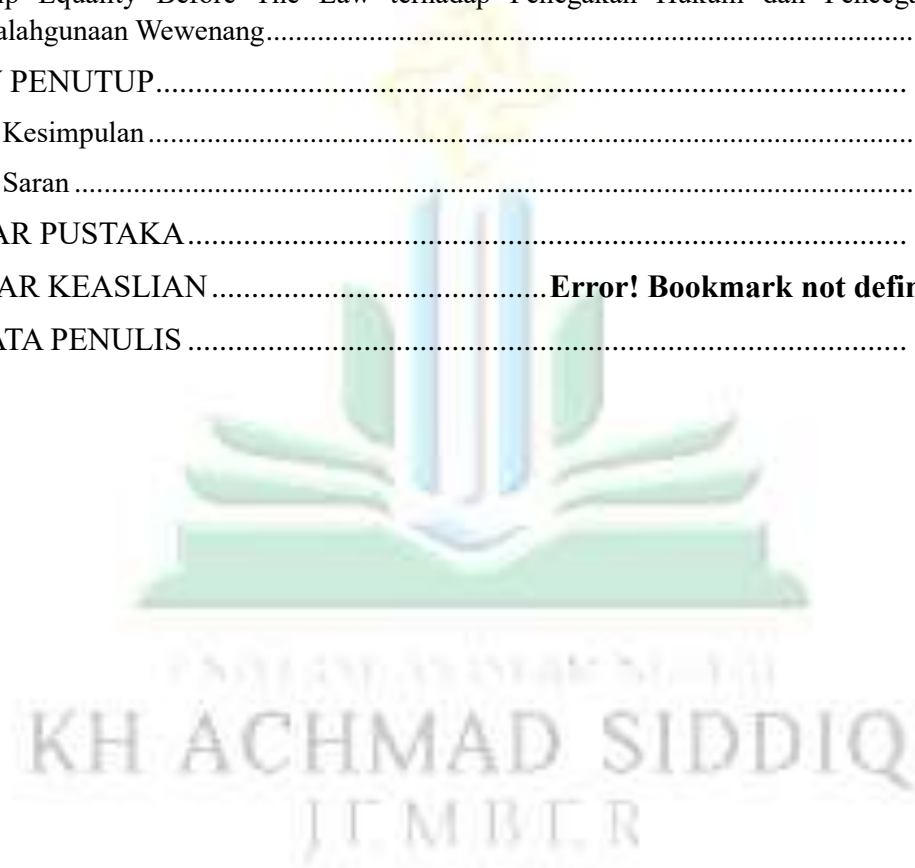 Equality Before The Law terhadap Penegakan Hukum dan
alahgunaan Wewenang........................................................................................
PENUTUP.....................................................................................................
Kesimpulan.......................................................................................................
Saran.................................................................................................................
AR PUSTAKA................................................................................................
AR KEASLIAN.............................................Error! Bookmark not defin
ATA PENULIS................................................................................................
KH ACHMAD SIDDIQ
JEMBER